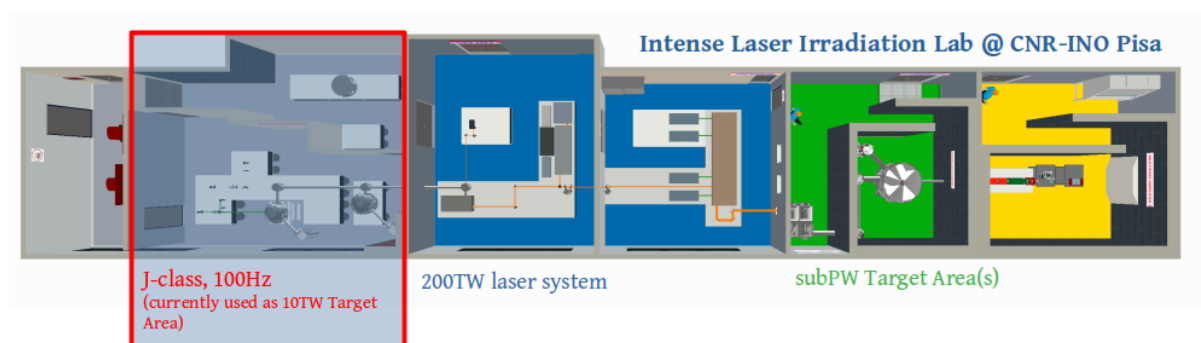 Intense Laser Irradiation Lab @ CNR-INO Pisa
J-class, 100Hz
(currently used as 10TW Target
Area)
200TW laser system
subPW Target Area(s)